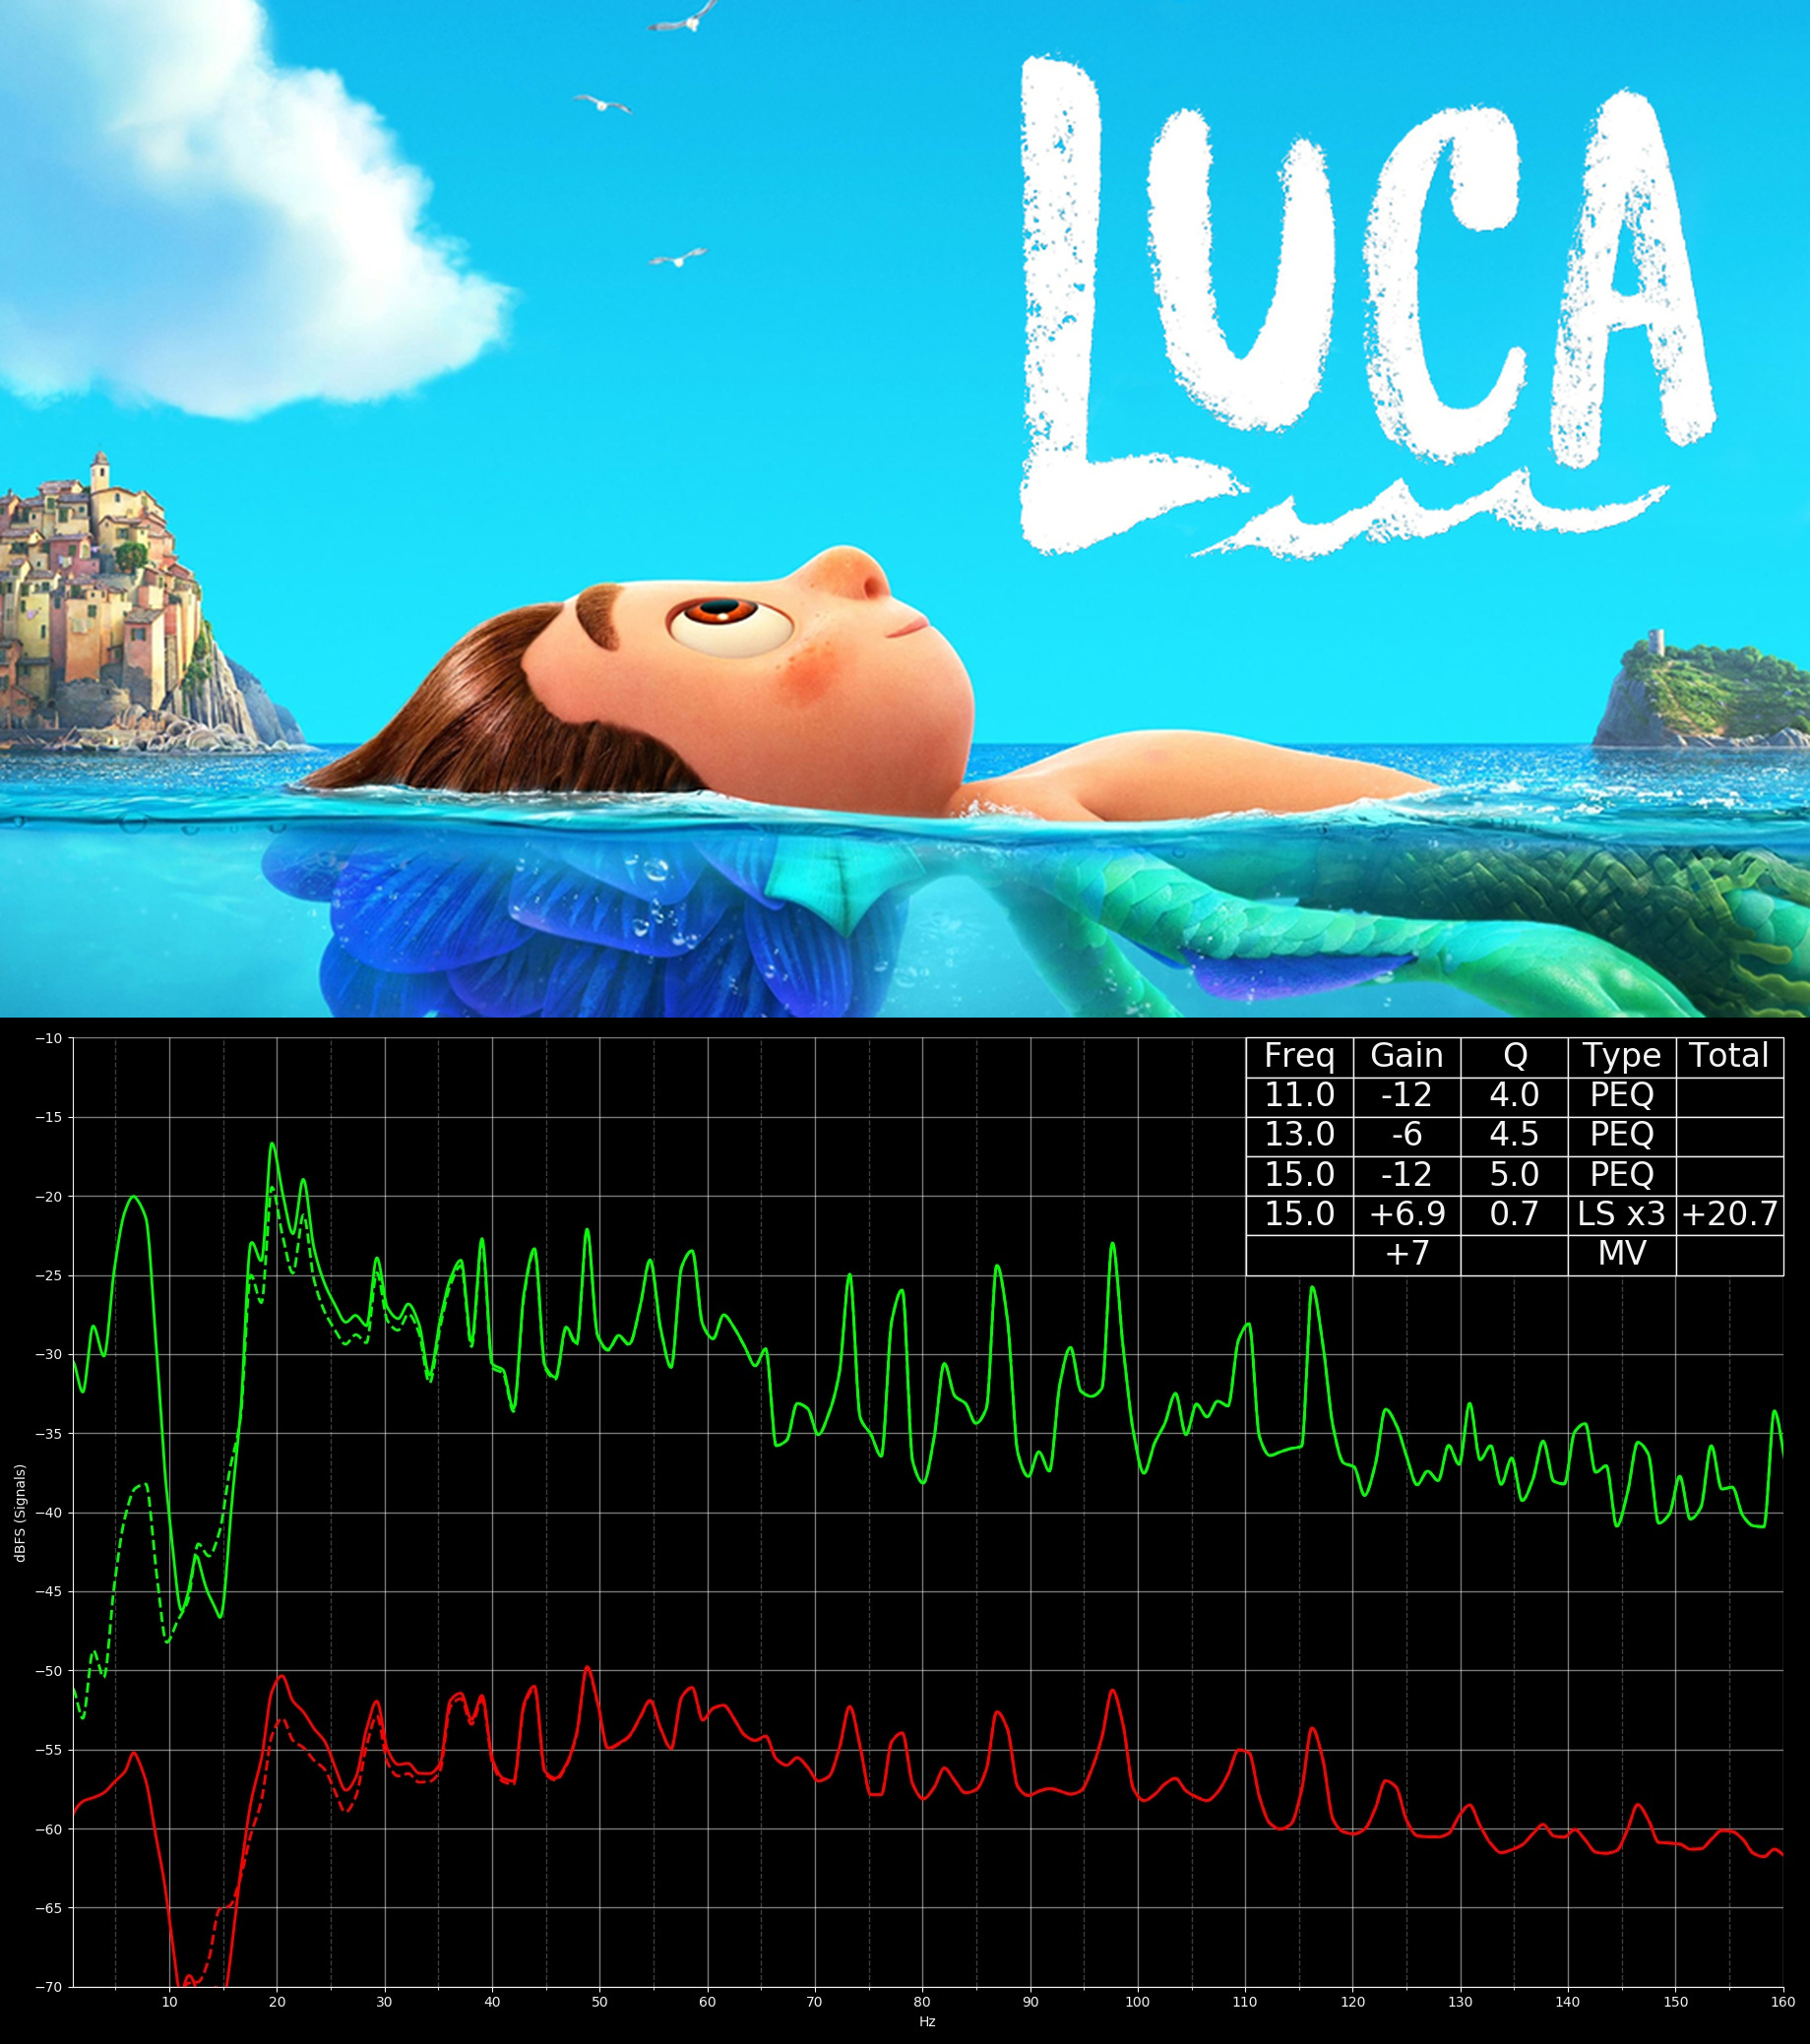 LUCA
Freq Gain Q Type Total
11.0 -12 4.0 PEQ
13.0 -6 4.5 PEQ
15.0 -12 5.0 PEQ
15.0 +6.9 0.7 LS x3 +20.7
+7 MV
−10
−15
−20
−25
−30
−35
−40
−45
−50
−55
−60
−65
−70
dBFS (Signals)
10 20 30 40 50 60 70 80 90 100 110 120 130 140 150 160
Hz